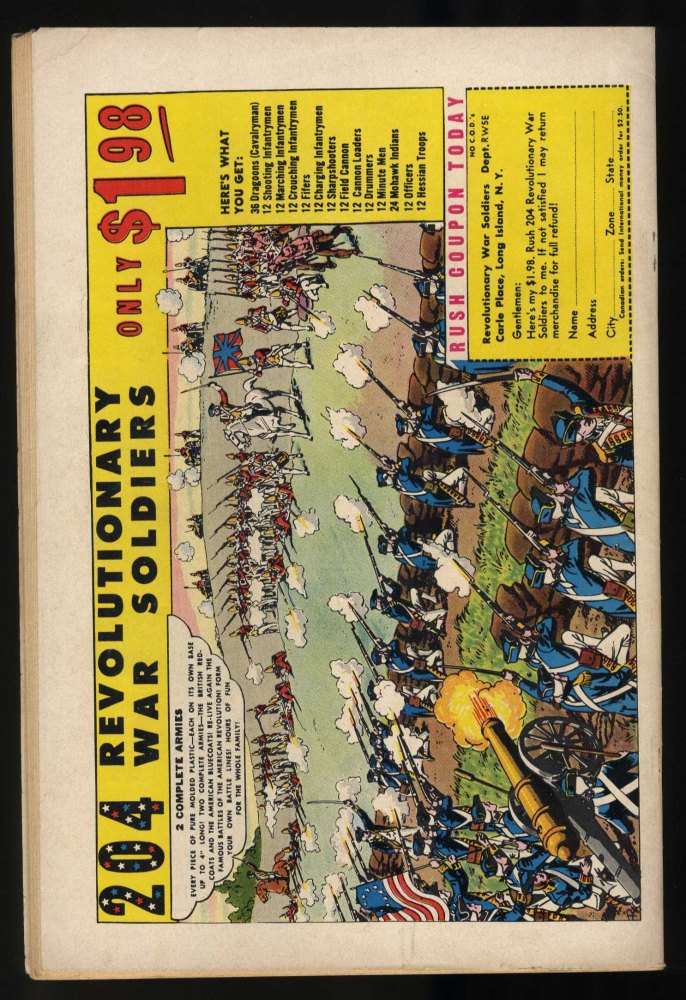 204 REVOLUTIONARY
WAR SOLDIERS
ONLY $1.98
2 COMPLETE ARMIES
EVERY PIECE OF PURE MOLDED PLASTIC—EACH ON ITS OWN BASE
UP TO 4" LONG! TWO COMPLETE ARMIES—THE BRITISH RED-
COATS AND THE AMERICAN BLUECOATS! RE-LIVE AGAIN THE
FAMOUS BATTLES OF THE AMERICAN REVOLUTION! FORM
YOUR OWN BATTLE LINES! HOURS OF FUN
FOR THE WHOLE FAMILY!
HERE'S WHAT
YOU GET:
36 Dragoons (Cavalryman)
12 Shooting Infantrymen
12 Marching Infantrymen
12 Crouching Infantrymen
12 Fifers
12 Charging Infantrymen
12 Sharpshooters
12 Field Cannon
12 Cannon Loaders
12 Drummers
12 Minute Men
24 Mohawk Indians
12 Officers
12 Hessian Troops
RUSH COUPON TODAY
NO C.O.D.'s
Revolutionary War Soldiers Dept. RW5E
Carle Place, Long Island, N. Y.
Gentlemen:
Here's my $1.98. Rush 204 Revolutionary War
Soldiers to me. If not satisfied I may return
merchandise for full refund!
Name
Address
City Zone State
Canadian orders: Send International money order for $2.50.